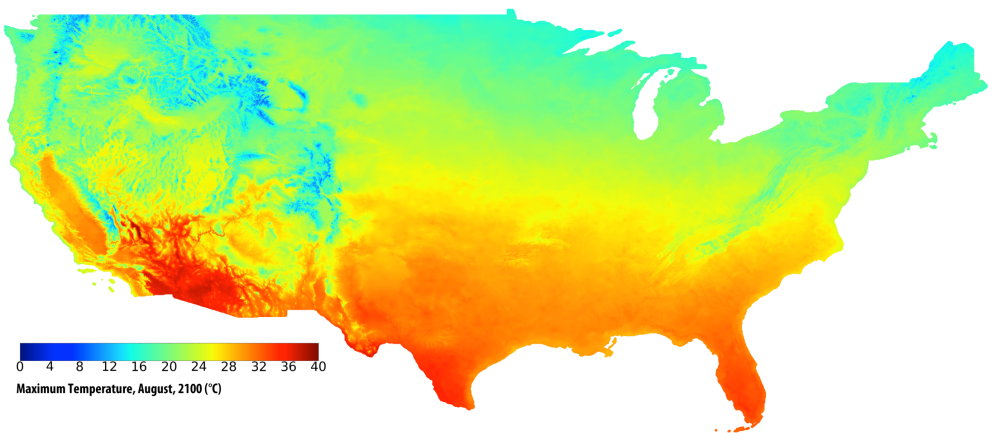 0 4 8 12 16 20 24 28 32 36 40
Maximum Temperature, August, 2100 (°C)